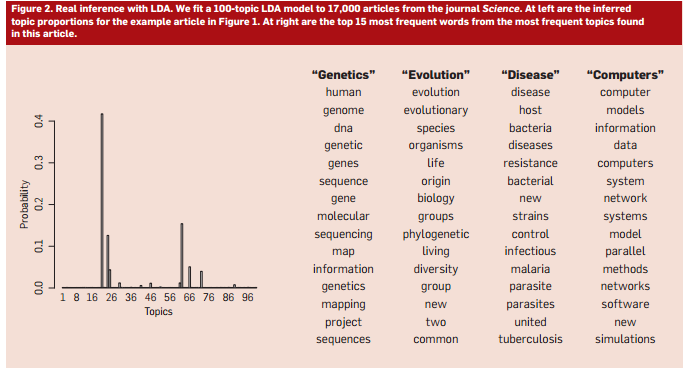 Figure 2. Real inference with LDA. We fit a 100-topic LDA model to 17,000 articles from the journal Science. At left are the inferred
topic proportions for the example article in Figure 1. At right are the top 15 most frequent words from the most frequent topics found
in this article.
“Genetics” “Evolution” “Disease” “Computers”
human evolution disease computer
genome evolutionary host models
dna species bacteria information
genetic organisms diseases data
genes life resistance computers
sequence origin bacterial system
gene biology new network
molecular groups strains systems
sequencing phylogenetic control model
map living infectious parallel
information diversity malaria methods
genetics group parasite networks
mapping new parasites software
project two united new
sequences common tuberculosis simulations
Probability
0.4
0.3
0.2
0.1
0.0
1 8 16 26 36 46 56 66 76 86 96
Topics